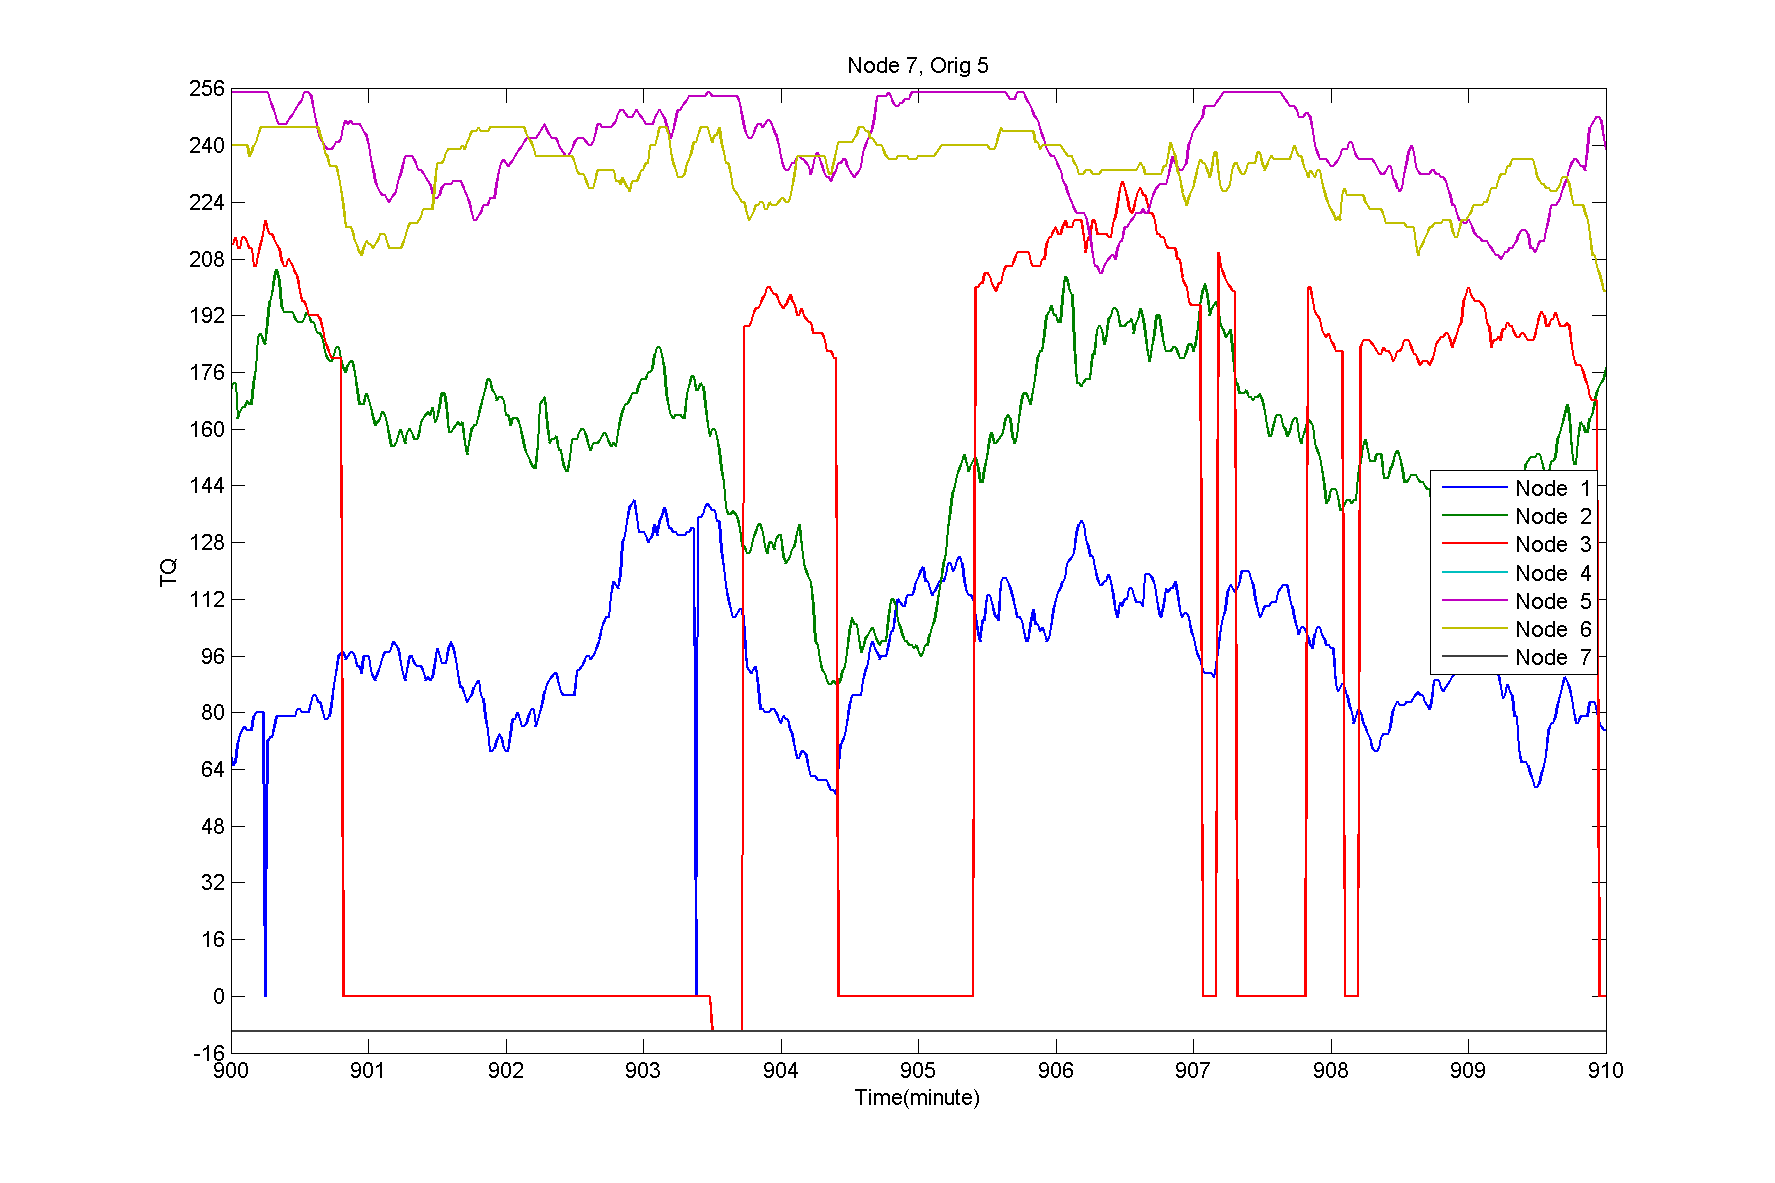 Node 7, Orig 5
256
240
224
208
192
176
160
144
128
112
96
80
64
48
32
16
0
-16
TQ
900 901 902 903 904 905 906 907 908 909 910
Time(minute)
Node 1
Node 2
Node 3
Node 4
Node 5
Node 6
Node 7